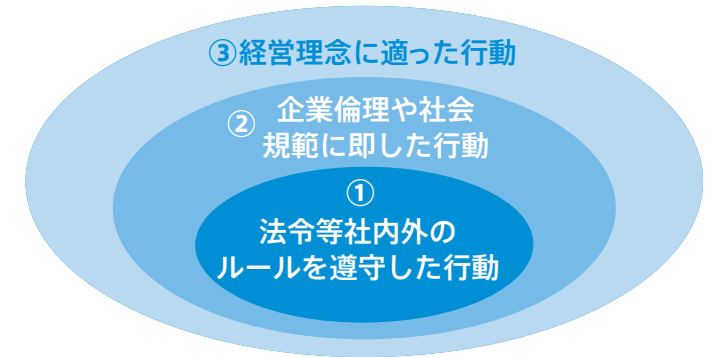 ③経営理念に適った行動
② 企業倫理や社会
規範に即した行動
①
法令等社内外の
ルールを遵守した行動